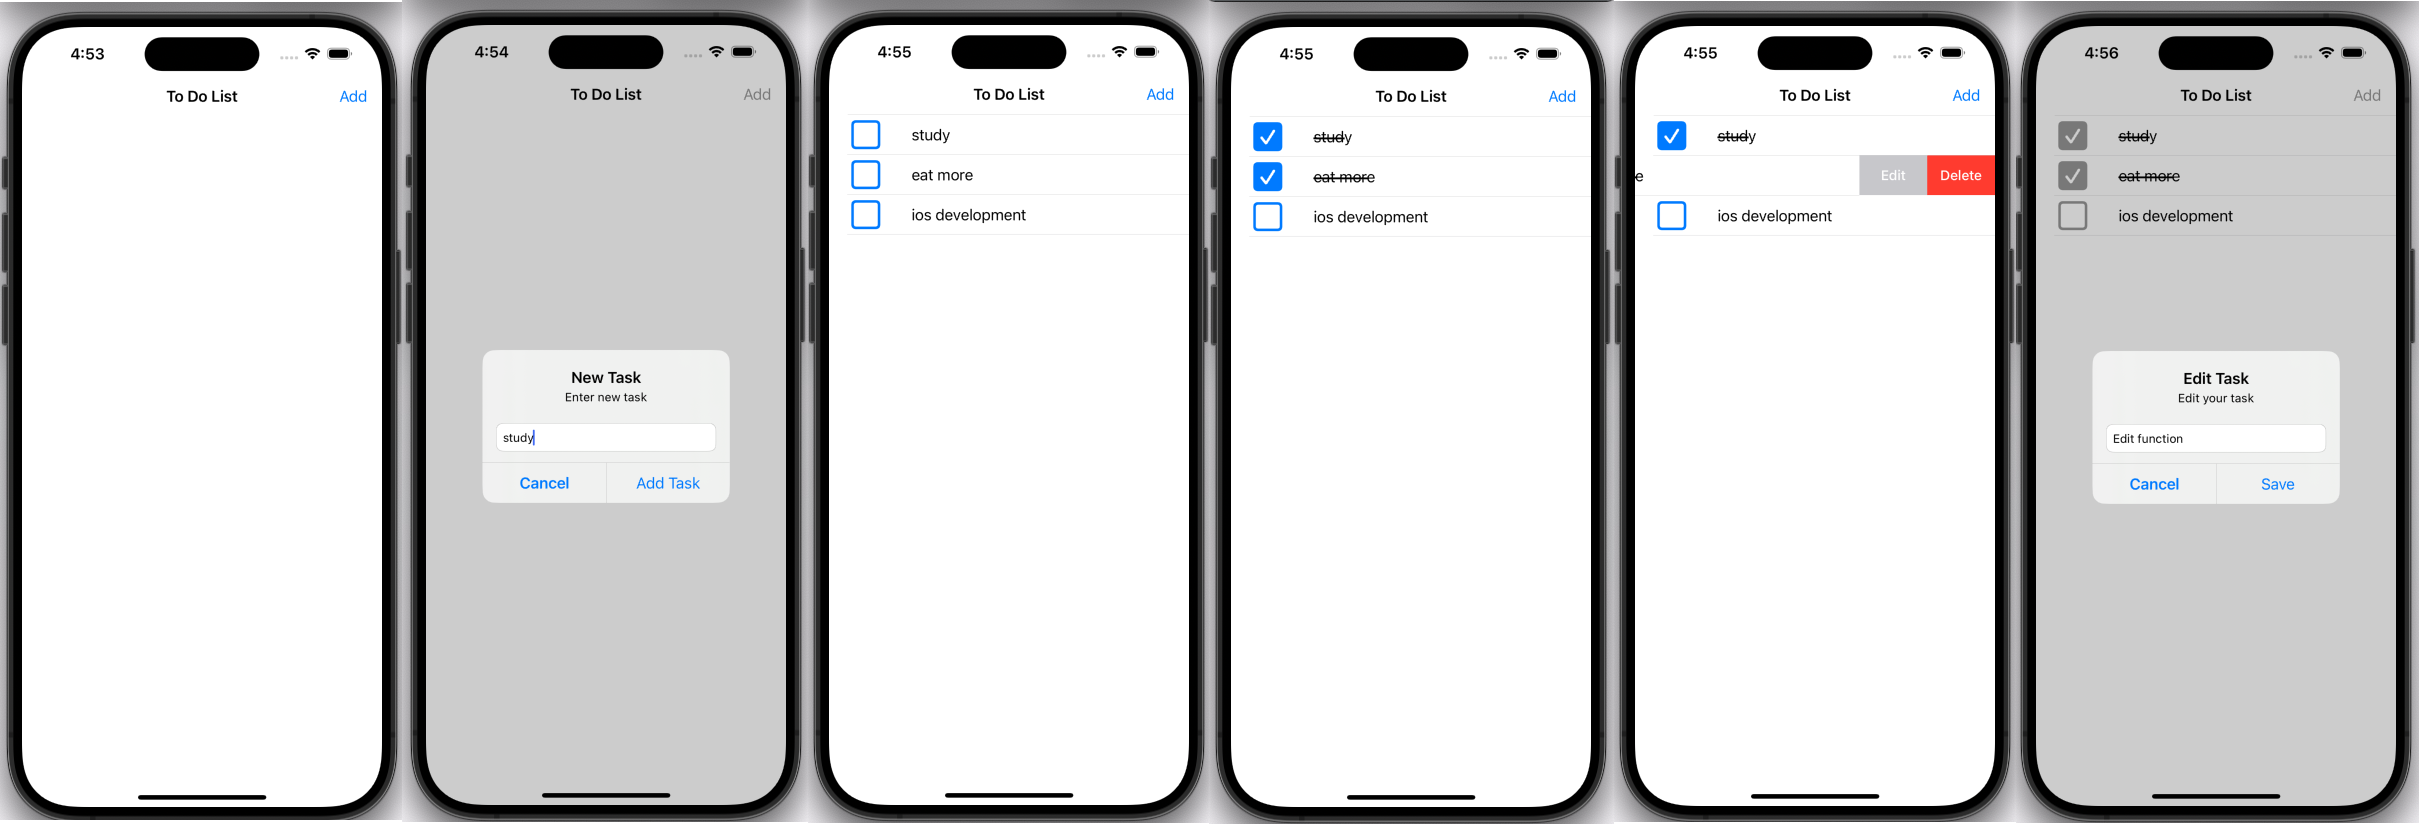 4:53
To Do List
Add
4:54
To Do List
Add
New Task
Enter new task
study
Cancel
Add Task
4:55
To Do List
Add
study
eat more
ios development
4:55
To Do List
Add
study
eat more
ios development
4:55
To Do List
Add
study
e
Edit
Delete
ios development
4:56
To Do List
Add
study
eat more
ios development
Edit Task
Edit your task
Edit function
Cancel
Save